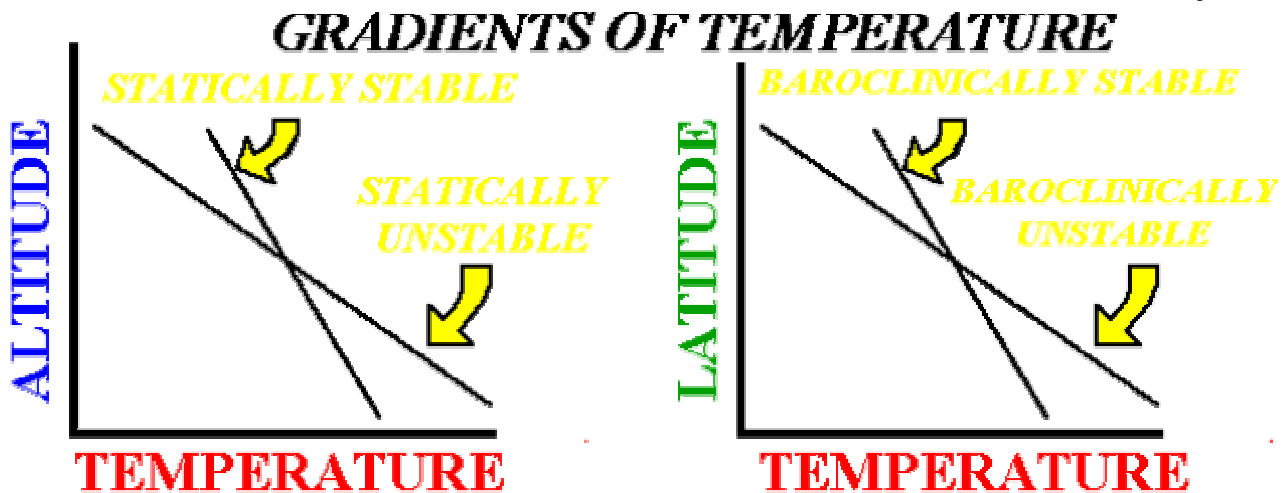 GRADIENTS OF TEMPERATURE
STATICALLY STABLE
STATICALLY
UNSTABLE
ALTITUDE
TEMPERATURE
BAROCLINICALLY STABLE
BAROCLINICALLY
UNSTABLE
LATITUDE
TEMPERATURE